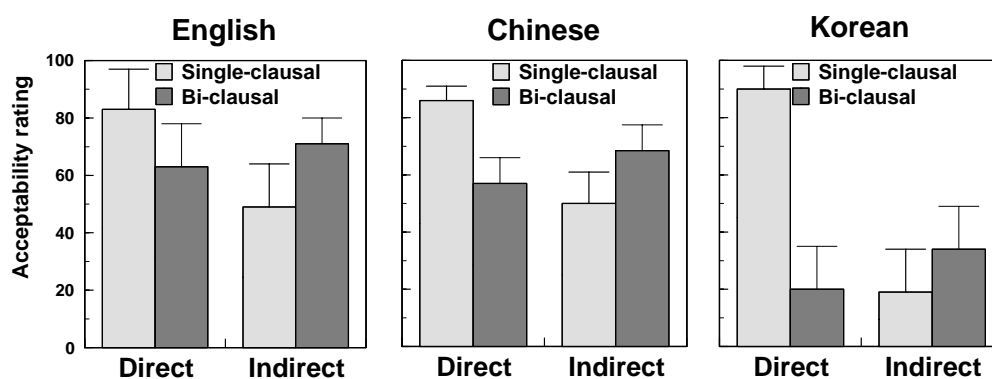 English Chinese Korean
Acceptability rating
100
80
60
40
20
0
Single-clausal
Bi-clausal
Single-clausal
Bi-clausal
Single-clausal
Bi-clausal
Direct Indirect Direct Indirect Direct Indirect